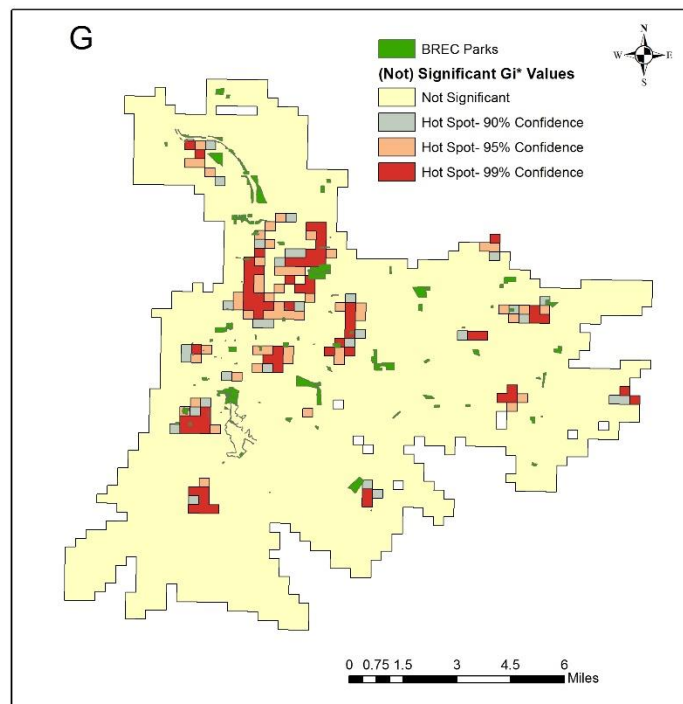 G
BREC Parks
(Not) Significant Gi* Values
Not Significant
Hot Spot- 90% Confidence
Hot Spot- 95% Confidence
Hot Spot- 99% Confidence
N
W E
S
0 0.75 1.5 3 4.5 6
Miles